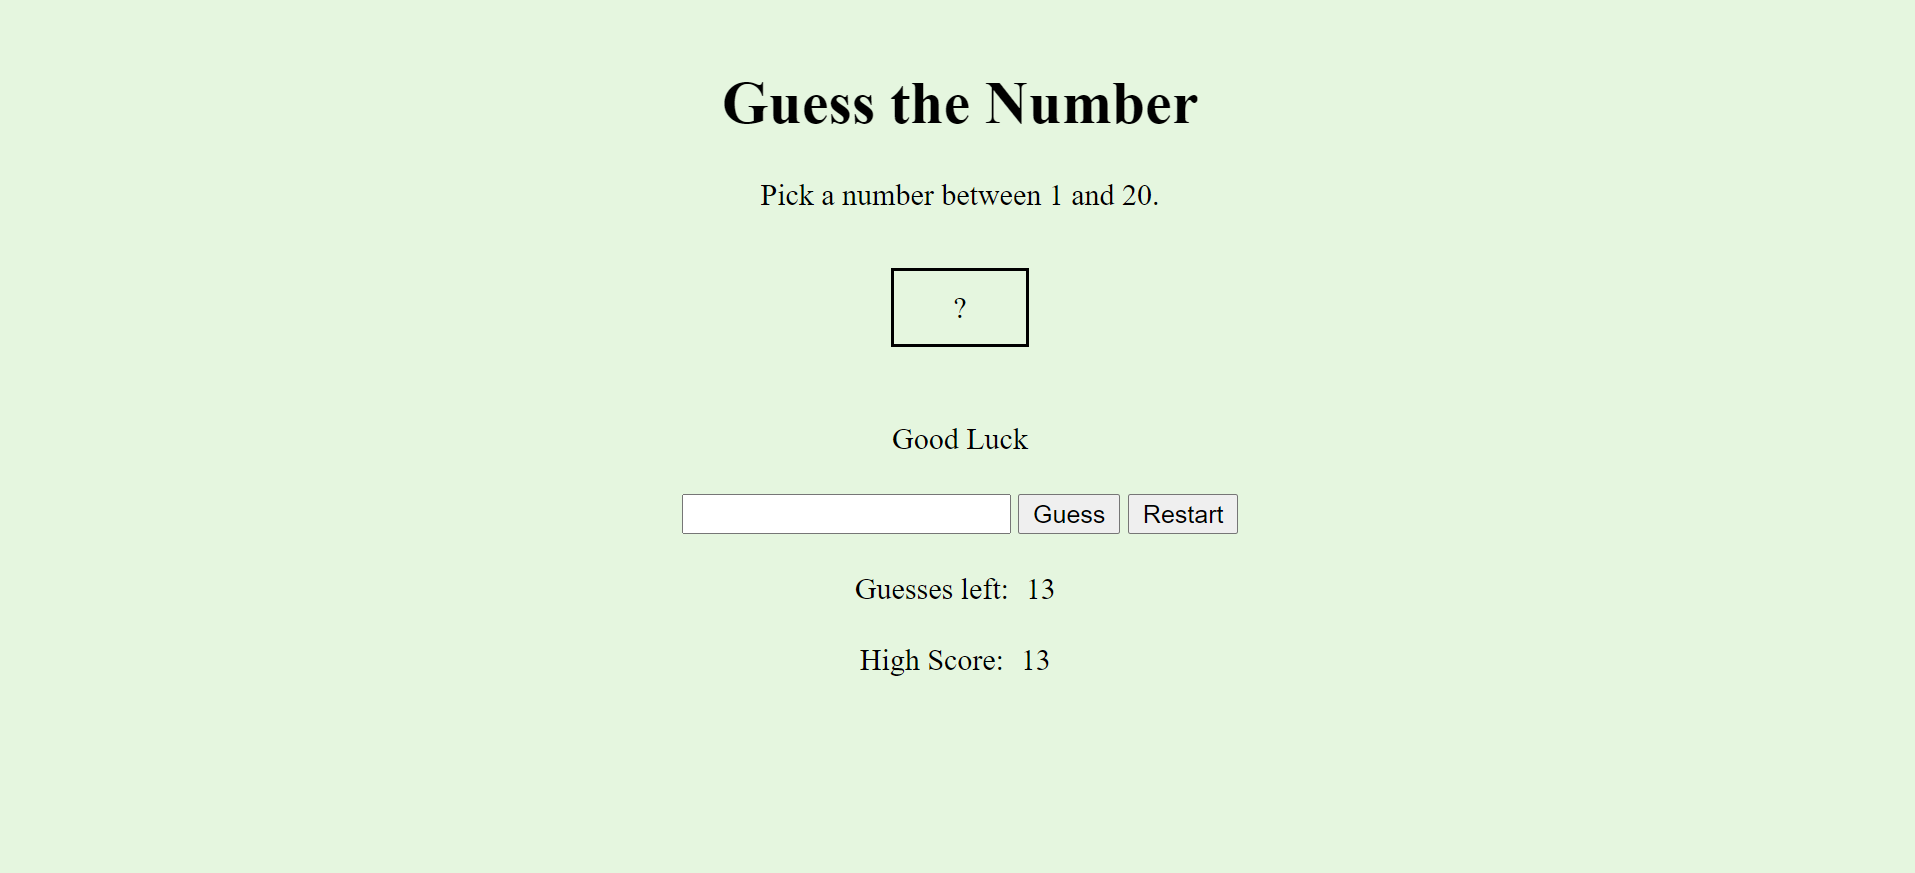 Guess the Number
Pick a number between 1 and 20.
?
Good Luck
Guess Restart
Guesses left: 13
High Score: 13